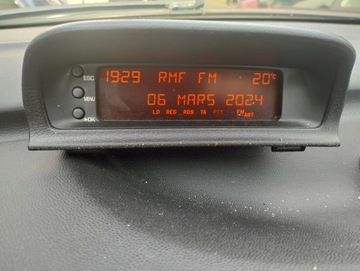 ESC 1929 RMF FM 20°C
MENU 06 MARS 2024
OK LO REG RDS TA PTY